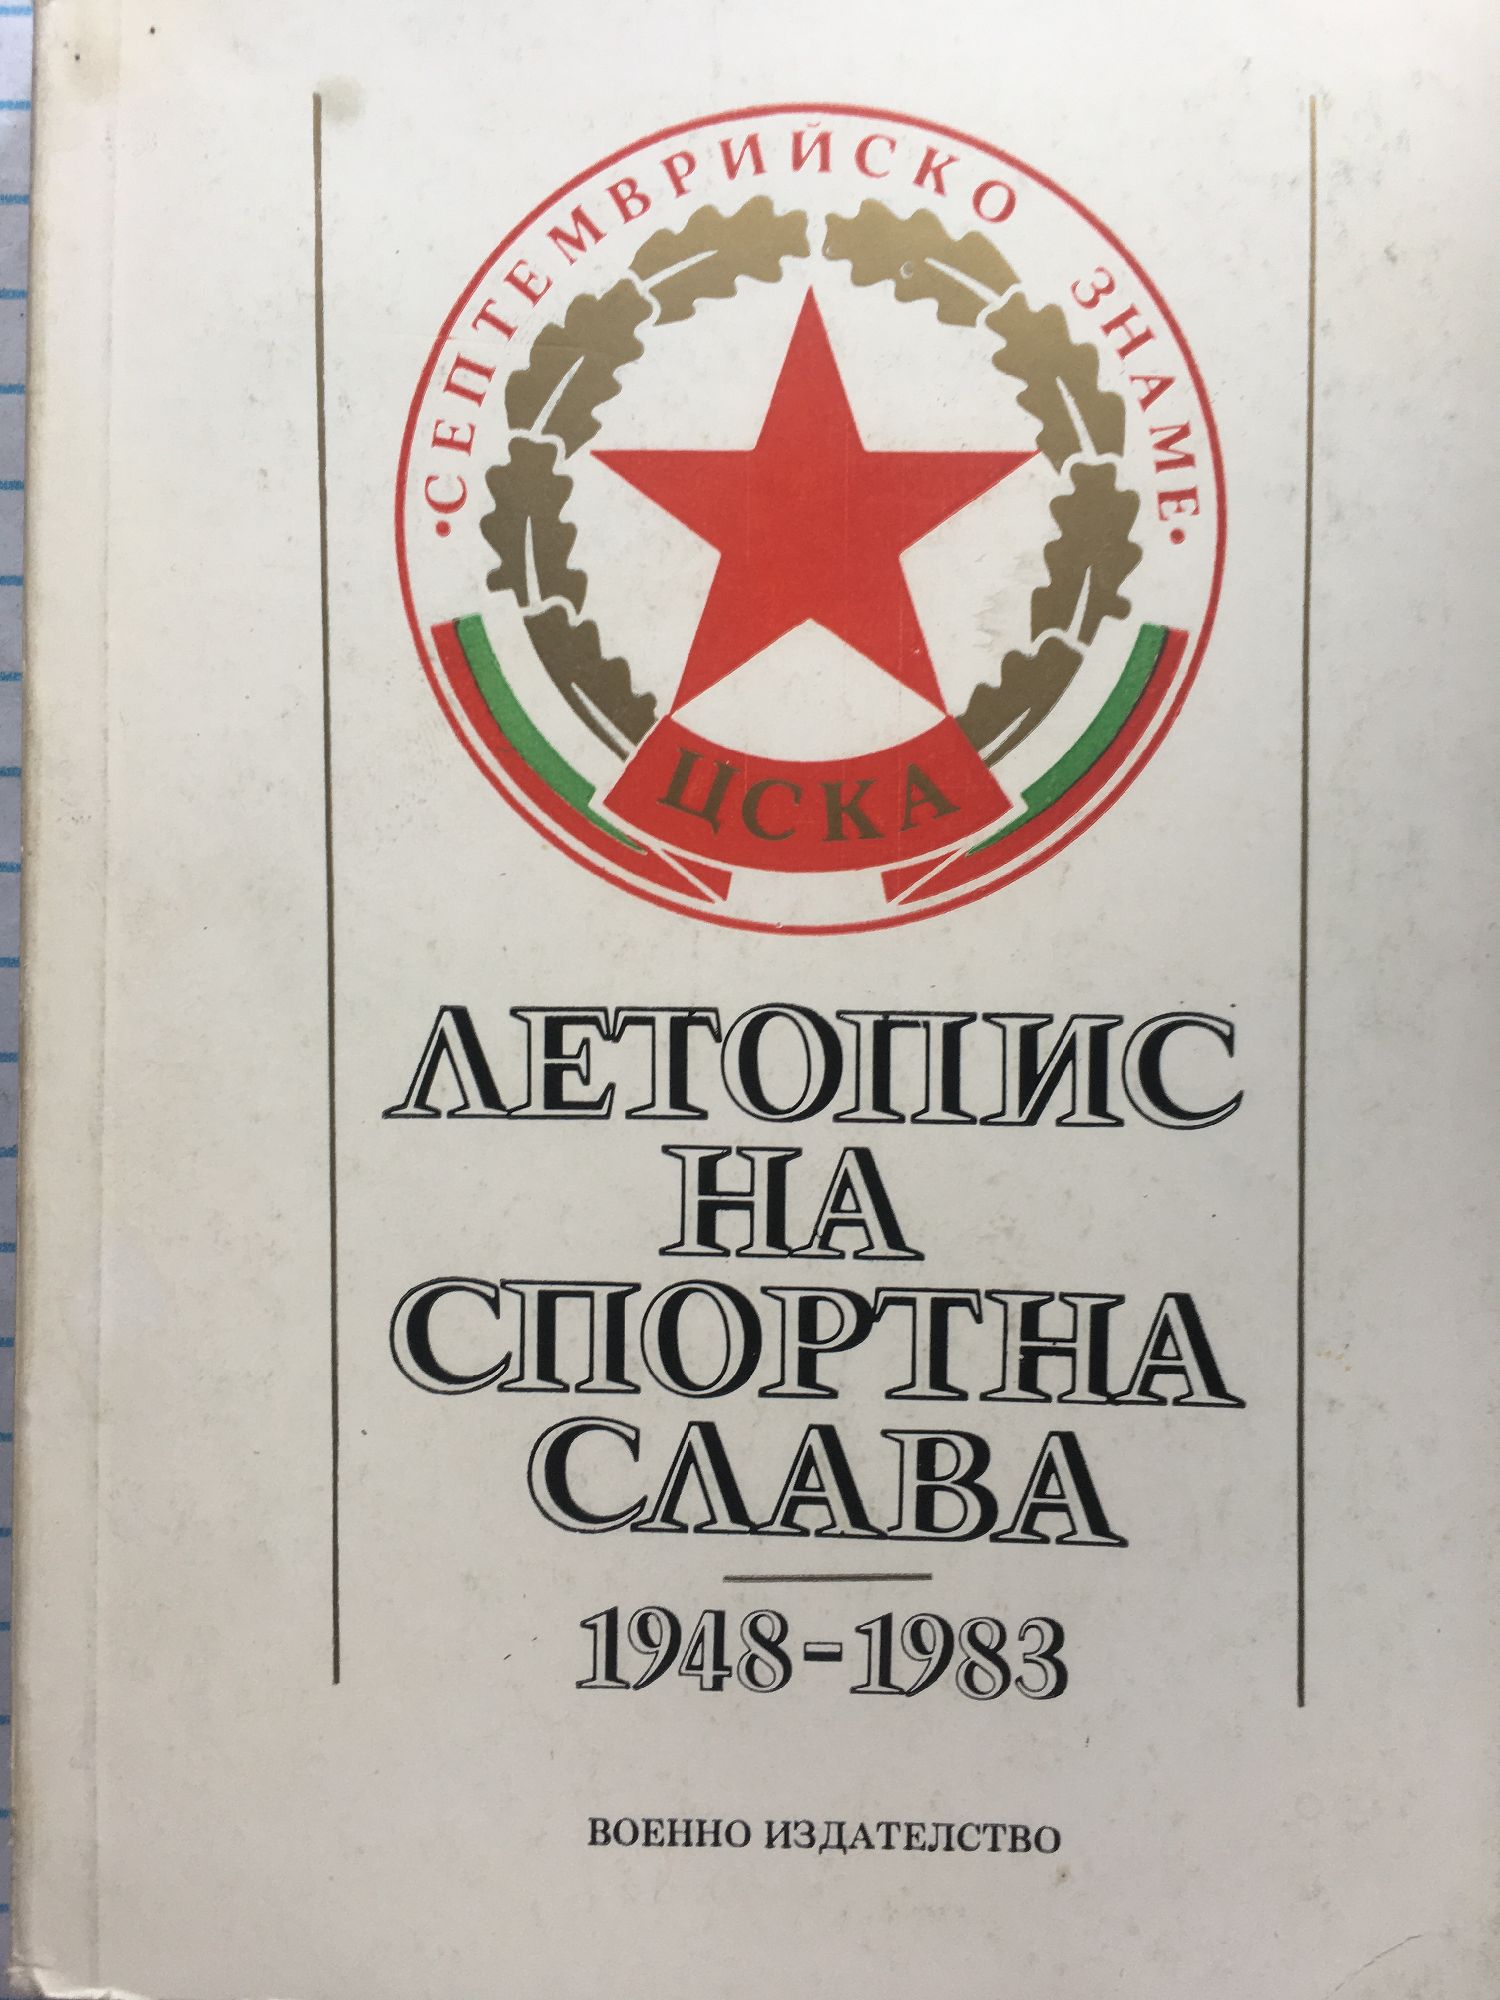 •СЕПТЕМВРИЙСКО ЗНАМЕ•
ЦСКА
ЛЕТОПИС
НА
СПОРТНА
СЛАВА
1948-1983
ВОЕННО ИЗДАТЕЛСТВО